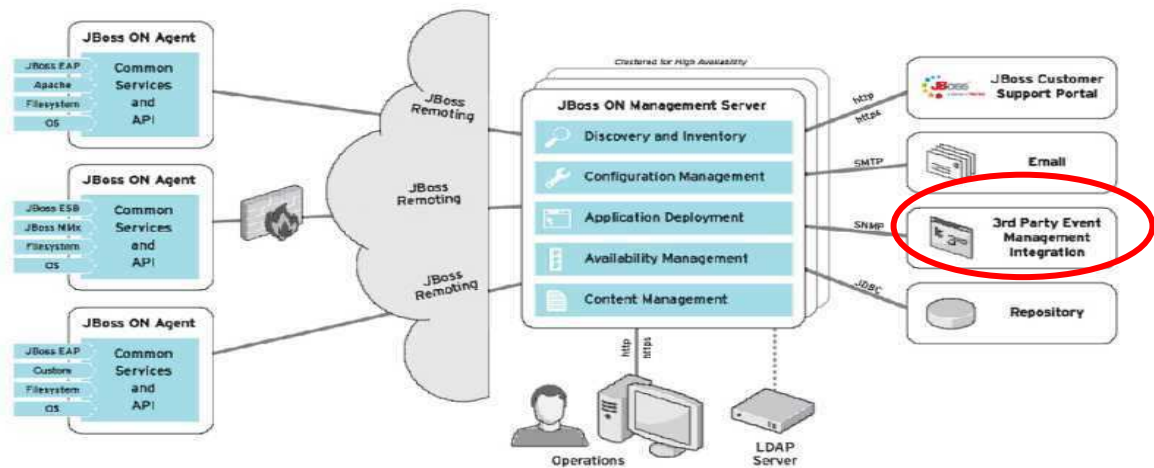 JBoss ON Agent
JBoss EAP
Apache
Filesystem
OS
Common
Services
and
API
JBoss ON Agent
JBoss ESB
JBoss MMx
Filesystem
OS
Common
Services
and
API
JBoss ON Agent
JBoss EAP
Custom
Filesystem
OS
Common
Services
and
API
JBoss
Remoting
JBoss
Remoting
JBoss
Remoting
Clustered for High Availability
JBoss ON Management Server
Discovery and Inventory
Configuration Management
Application Deployment
Availability Management
Content Management
http
https
SMTP
SNMP
JDBC
JBoss
JBoss Customer
Support Portal
Email
3rd Party Event
Management
Integration
Repository
http
https
Operations
LDAP
Server